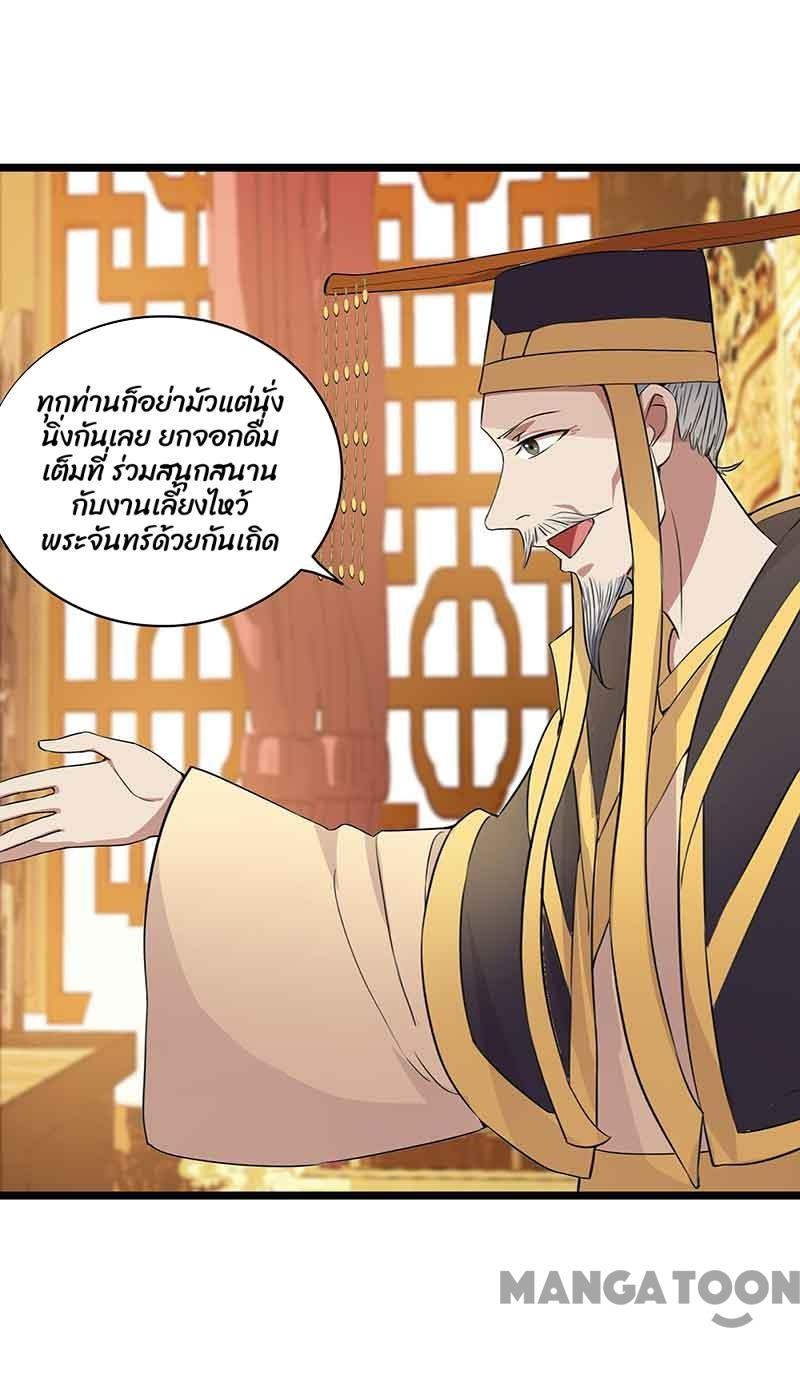 ทุกท่านก็อย่ามัวแต่นั่ง
นิ่งกันเลย ยกจอกดื่ม
เต็มที่ ร่วมสนุกสนาน
กับงานเลี้ยงไหว้
พระจันทร์ด้วยกันเถิด
MANGATOON